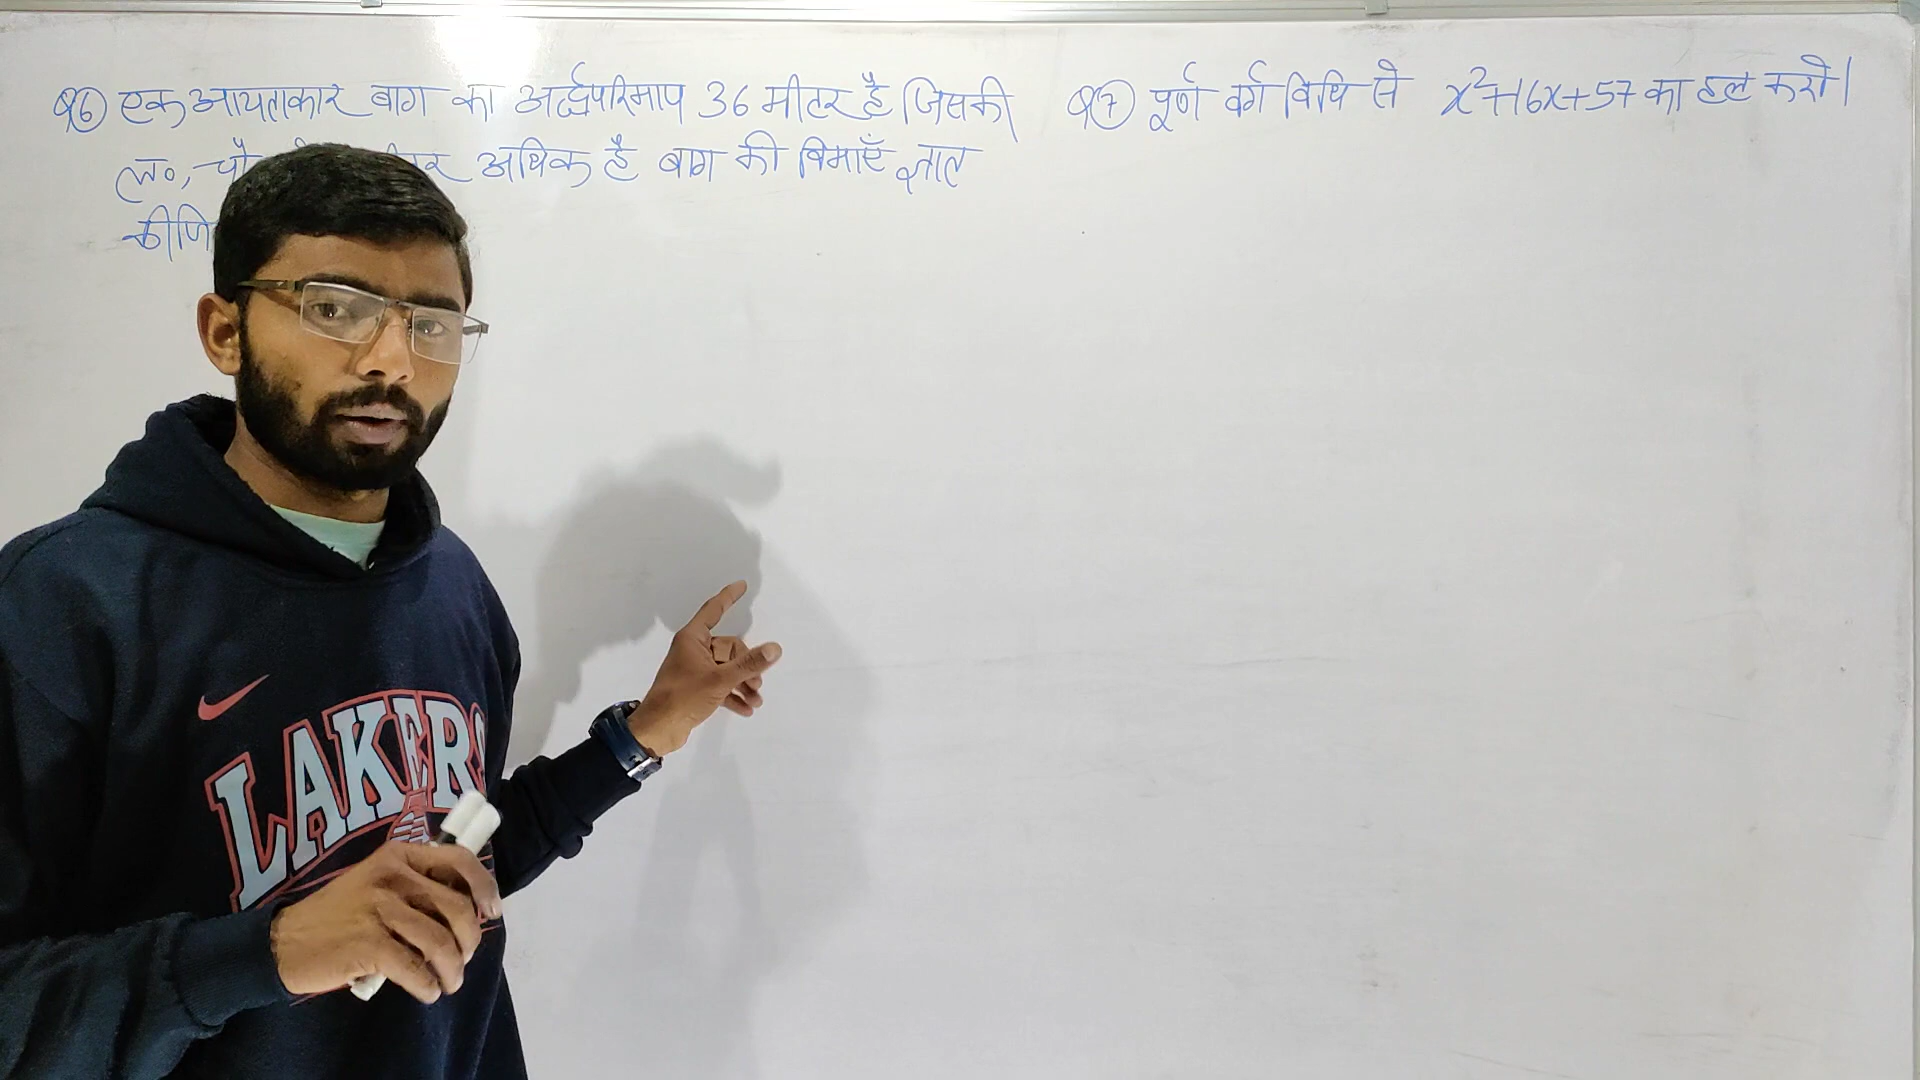 Q6 एक आयताकार बाग का अर्द्धपरिमाप 36 मीटर है जिसकी
ल०, अधिक है बाग की विमाएँ ज्ञात
Q7 पूर्ण वर्ग विधि से x²+16x+57 का हल करो।
LAKERS